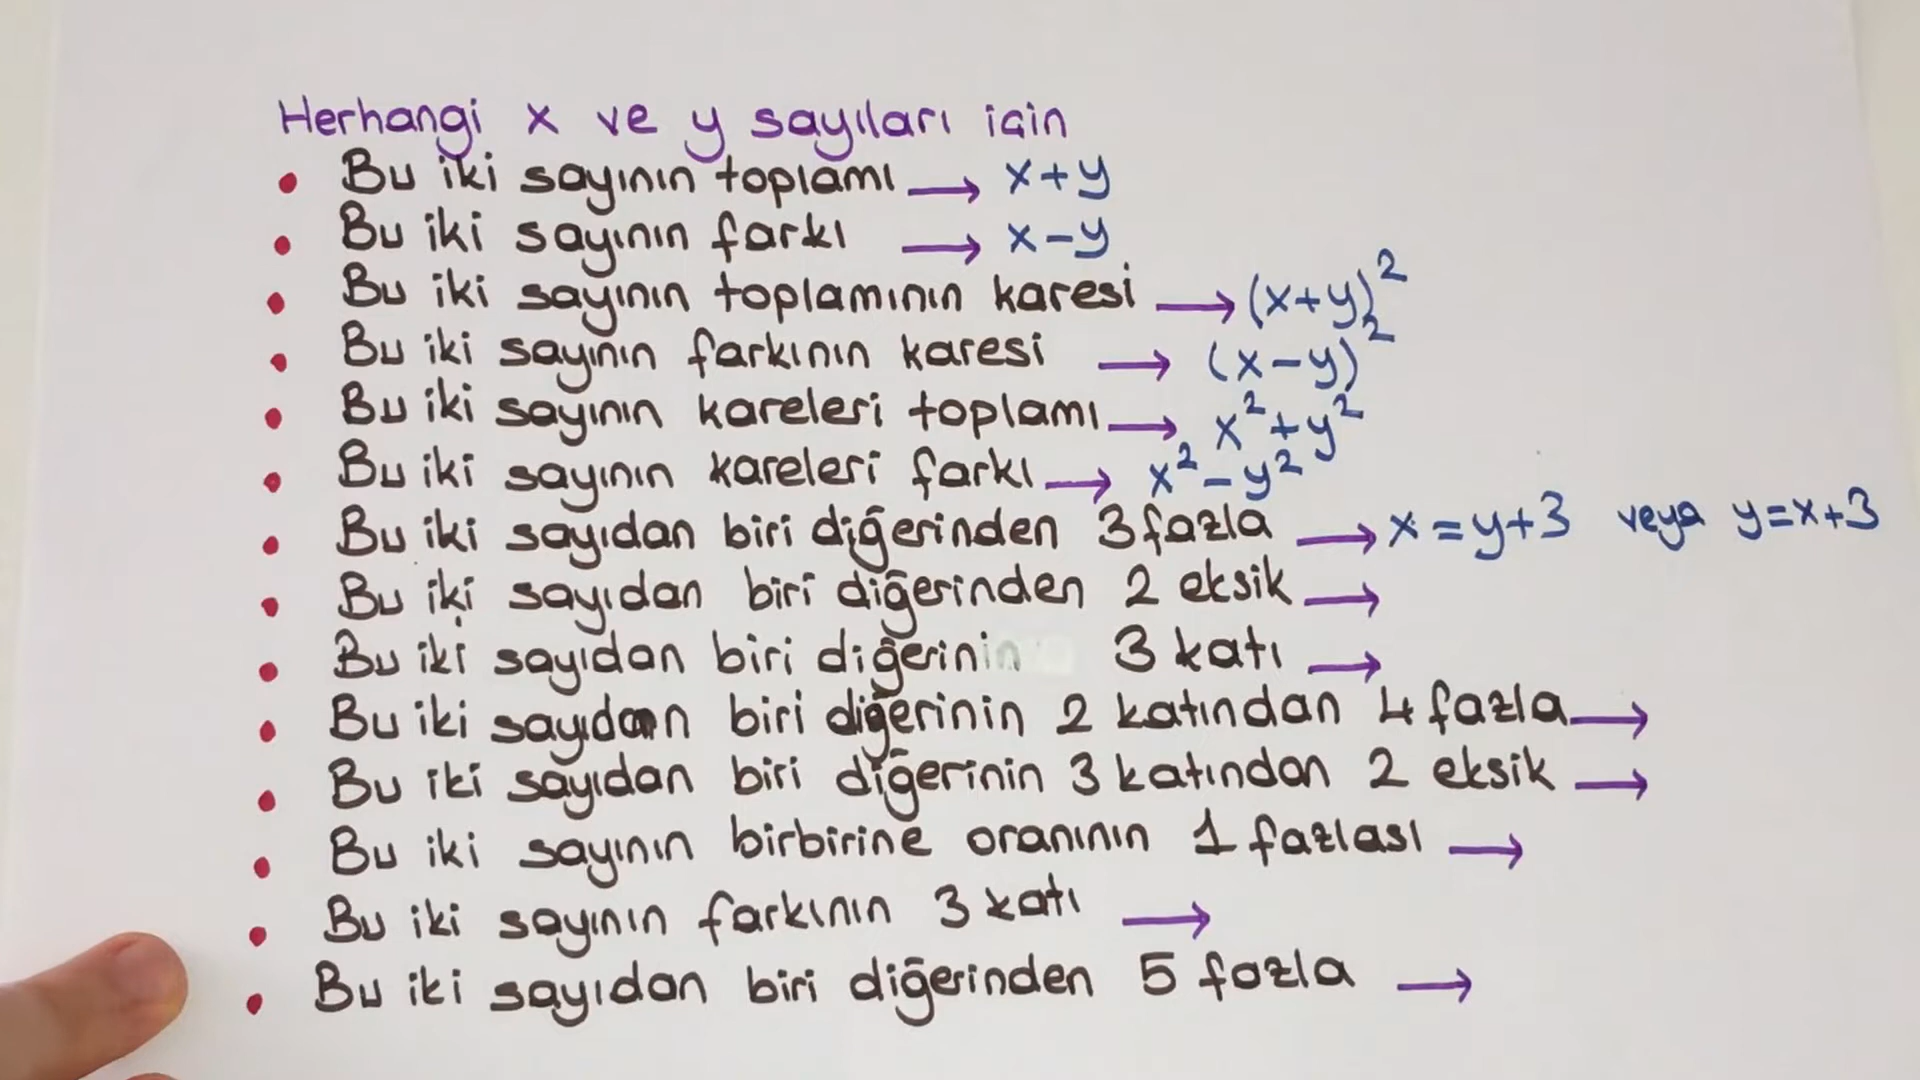 Herhangi x ve y sayıları için
• Bu iki sayının toplamı → x+y
• Bu iki sayının farkı → x-y
• Bu iki sayının toplamının karesi → (x+y)²
• Bu iki sayının farkının karesi → (x-y)²
• Bu iki sayının kareleri toplamı → x²+y²
• Bu iki sayının kareleri farkı → x²-y²
• Bu iki sayıdan biri diğerinden 3 fazla → x=y+3 veya y=x+3
• Bu iki sayıdan biri diğerinden 2 eksik →
• Bu iki sayıdan biri diğerinin 3 katı →
• Bu iki sayıdan biri diğerinin 2 katından 4 fazla →
• Bu iki sayıdan biri diğerinin 3 katından 2 eksik →
• Bu iki sayının birbirine oranının 1 fazlası →
• Bu iki sayının farkının 3 katı →
• Bu iki sayıdan biri diğerinden 5 fazla →